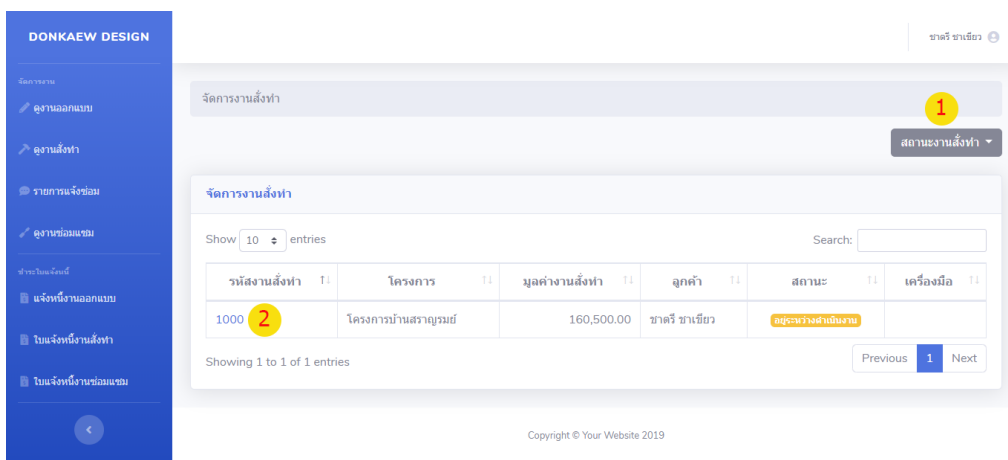 DONKAEW DESIGN
ชาตรี ชาเขียว
จัดการงาน
ดูงานออกแบบ
ดูงานสั่งทำ
รายการแจ้งซ่อม
ดูงานซ่อมแซม
ชำระใบแจ้งหนี้
แจ้งหนี้งานออกแบบ
ใบแจ้งหนี้งานสั่งทำ
ใบแจ้งหนี้งานซ่อมแซม
จัดการงานสั่งทำ
1
สถานะงานสั่งทำ
จัดการงานสั่งทำ
Show 10 entries Search:
รหัสงานสั่งทำ โครงการ มูลค่างานสั่งทำ ลูกค้า สถานะ เครื่องมือ
1000 2 โครงการบ้านสราญรมย์ 160,500.00 ชาตรี ชาเขียว อยู่ระหว่างดำเนินงาน
Showing 1 to 1 of 1 entries Previous 1 Next
Copyright © Your Website 2019